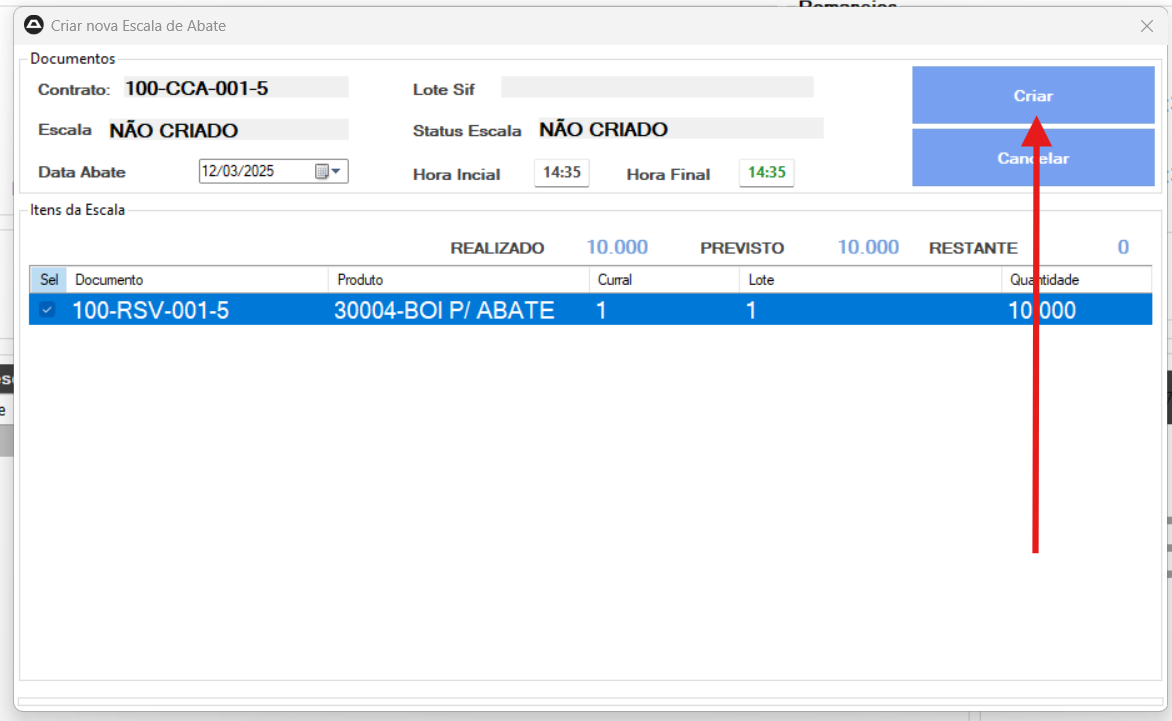 Criar nova Escala de Abate
Documentos
Contrato: 100-CCA-001-5 Lote Sif
Criar
Escala NÃO CRIADO Status Escala NÃO CRIADO
Cancelar
Data Abate 12/03/2025 Hora Incial 14:35 Hora Final 14:35
Itens da Escala
REALIZADO 10.000 PREVISTO 10.000 RESTANTE 0
Sel Documento Produto Curral Lote Quantidade
100-RSV-001-5 30004-BOI P/ ABATE 1 1 10.000